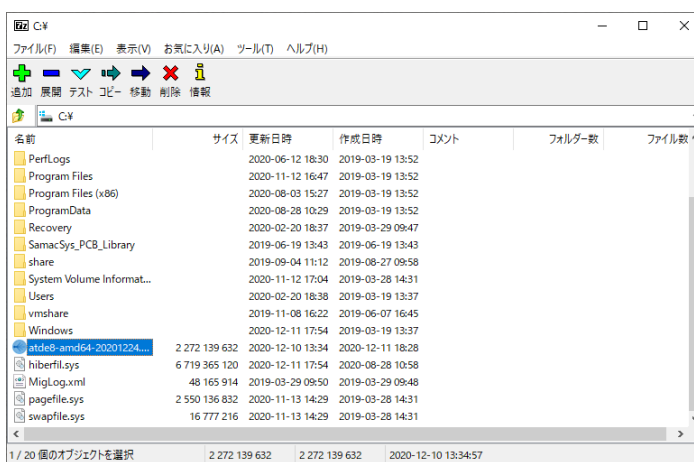 7z C:¥
ファイル(F) 編集(E) 表示(V) お気に入り(A) ツール(T) ヘルプ(H)
追加 展開 テスト コピー 移動 削除 情報
C:¥
名前 サイズ 更新日時 作成日時 コメント フォルダー数 ファイル数
PerfLogs 2020-06-12 18:30 2019-03-19 13:52
Program Files 2020-11-12 16:47 2019-03-19 13:52
Program Files (x86) 2020-08-03 15:27 2019-03-19 13:52
ProgramData 2020-08-28 10:29 2019-03-19 13:52
Recovery 2020-02-20 18:37 2019-03-29 09:47
SamacSys_PCB_Library 2019-06-19 13:43 2019-06-19 13:43
share 2019-09-04 11:12 2019-08-27 09:58
System Volume Informat... 2020-11-12 17:04 2019-03-28 14:31
Users 2020-02-20 18:38 2019-03-19 13:37
vmshare 2019-11-08 16:22 2019-06-07 16:45
Windows 2020-12-11 17:54 2019-03-19 13:37
atde8-amd64-20201224.... 2 272 139 632 2020-12-10 13:34 2020-12-11 18:28
hiberfil.sys 6 719 365 120 2020-12-11 17:54 2020-08-28 10:58
MigLog.xml 48 165 914 2019-03-29 09:50 2019-03-29 09:48
pagefile.sys 2 550 136 832 2020-11-13 14:29 2019-03-28 14:31
swapfile.sys 16 777 216 2020-11-13 14:29 2019-03-28 14:31
1 / 20 個のオブジェクトを選択 2 272 139 632 2 272 139 632 2020-12-10 13:34:57